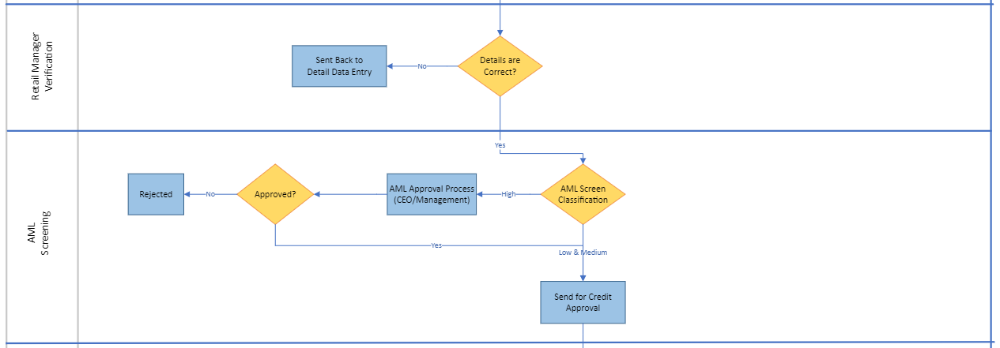 Retail Manager
Verification
Sent Back to
Detail Data Entry
No
Details are
Correct?
Yes
AML
Screening
Rejected
No
Approved?
AML Approval Process
(CEO/Management)
High
AML Screen
Classification
Yes
Low & Medium
Send for Credit
Approval